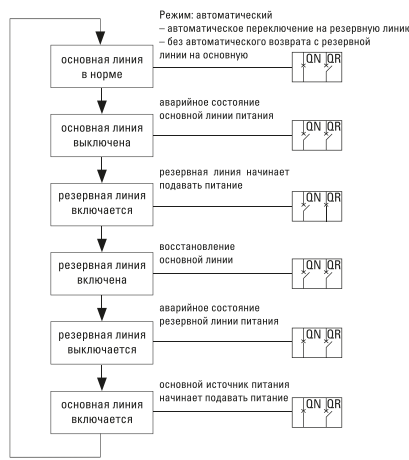 Режим: автоматический
– автоматическое переключение на резервную линию
– без автоматического возврата с резервной
линии на основную
основная линия
в норме
QN QR
аварийное состояние
основной линии питания
основная линия
выключена
QN QR
резервная линия начинает
подавать питание
резервная линия
включается
QN QR
восстановление
основной линии
резервная линия
включена
QN QR
аварийное состояние
резервной линии питания
резервная линия
выключается
QN QR
основной источник питания
начинает подавать питание
основная линия
включается
QN QR